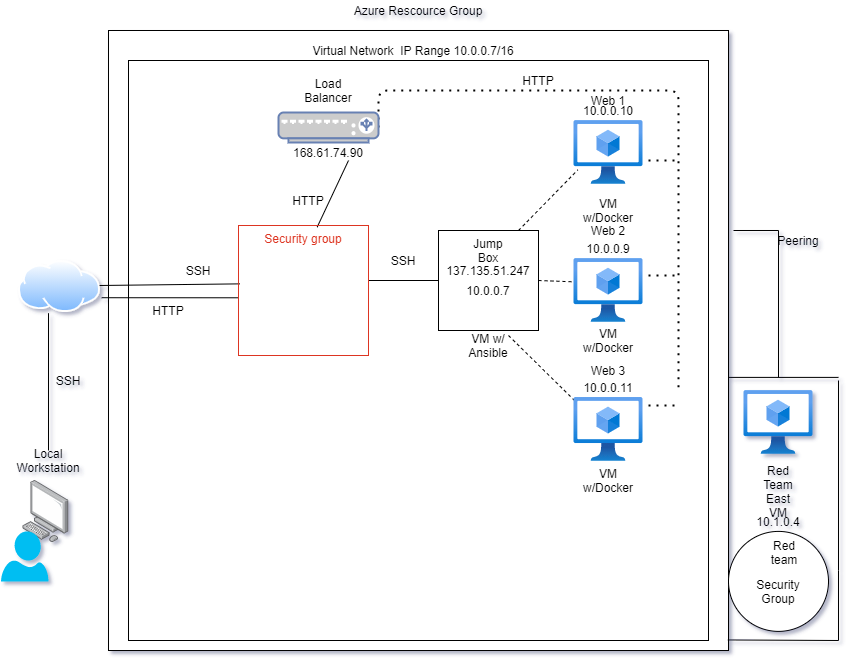 Azure Rescource Group
Virtual Network  IP Range 10.0.0.7/16
Load
Balancer
168.61.74.90
HTTP
HTTP
Web 1
10.0.0.10
VM
w/Docker
Web 2
10.0.0.9
VM
w/Docker
Web 3
10.0.0.11
VM
w/Docker
Security group
SSH
HTTP
SSH
Jump
Box
137.135.51.247
10.0.0.7
VM w/
Ansible
SSH
Local
Workstation
Peering
Red
Team
East
VM
10.1.0.4
Red
team
Security
Group